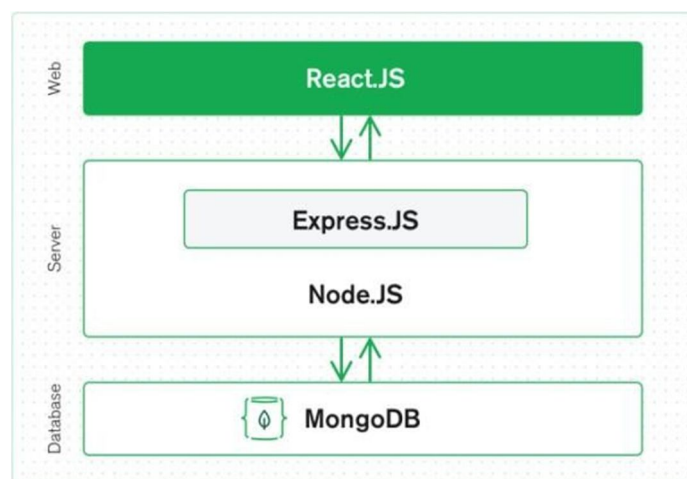 Web
React.JS
Server
Express.JS
Node.JS
Database
MongoDB